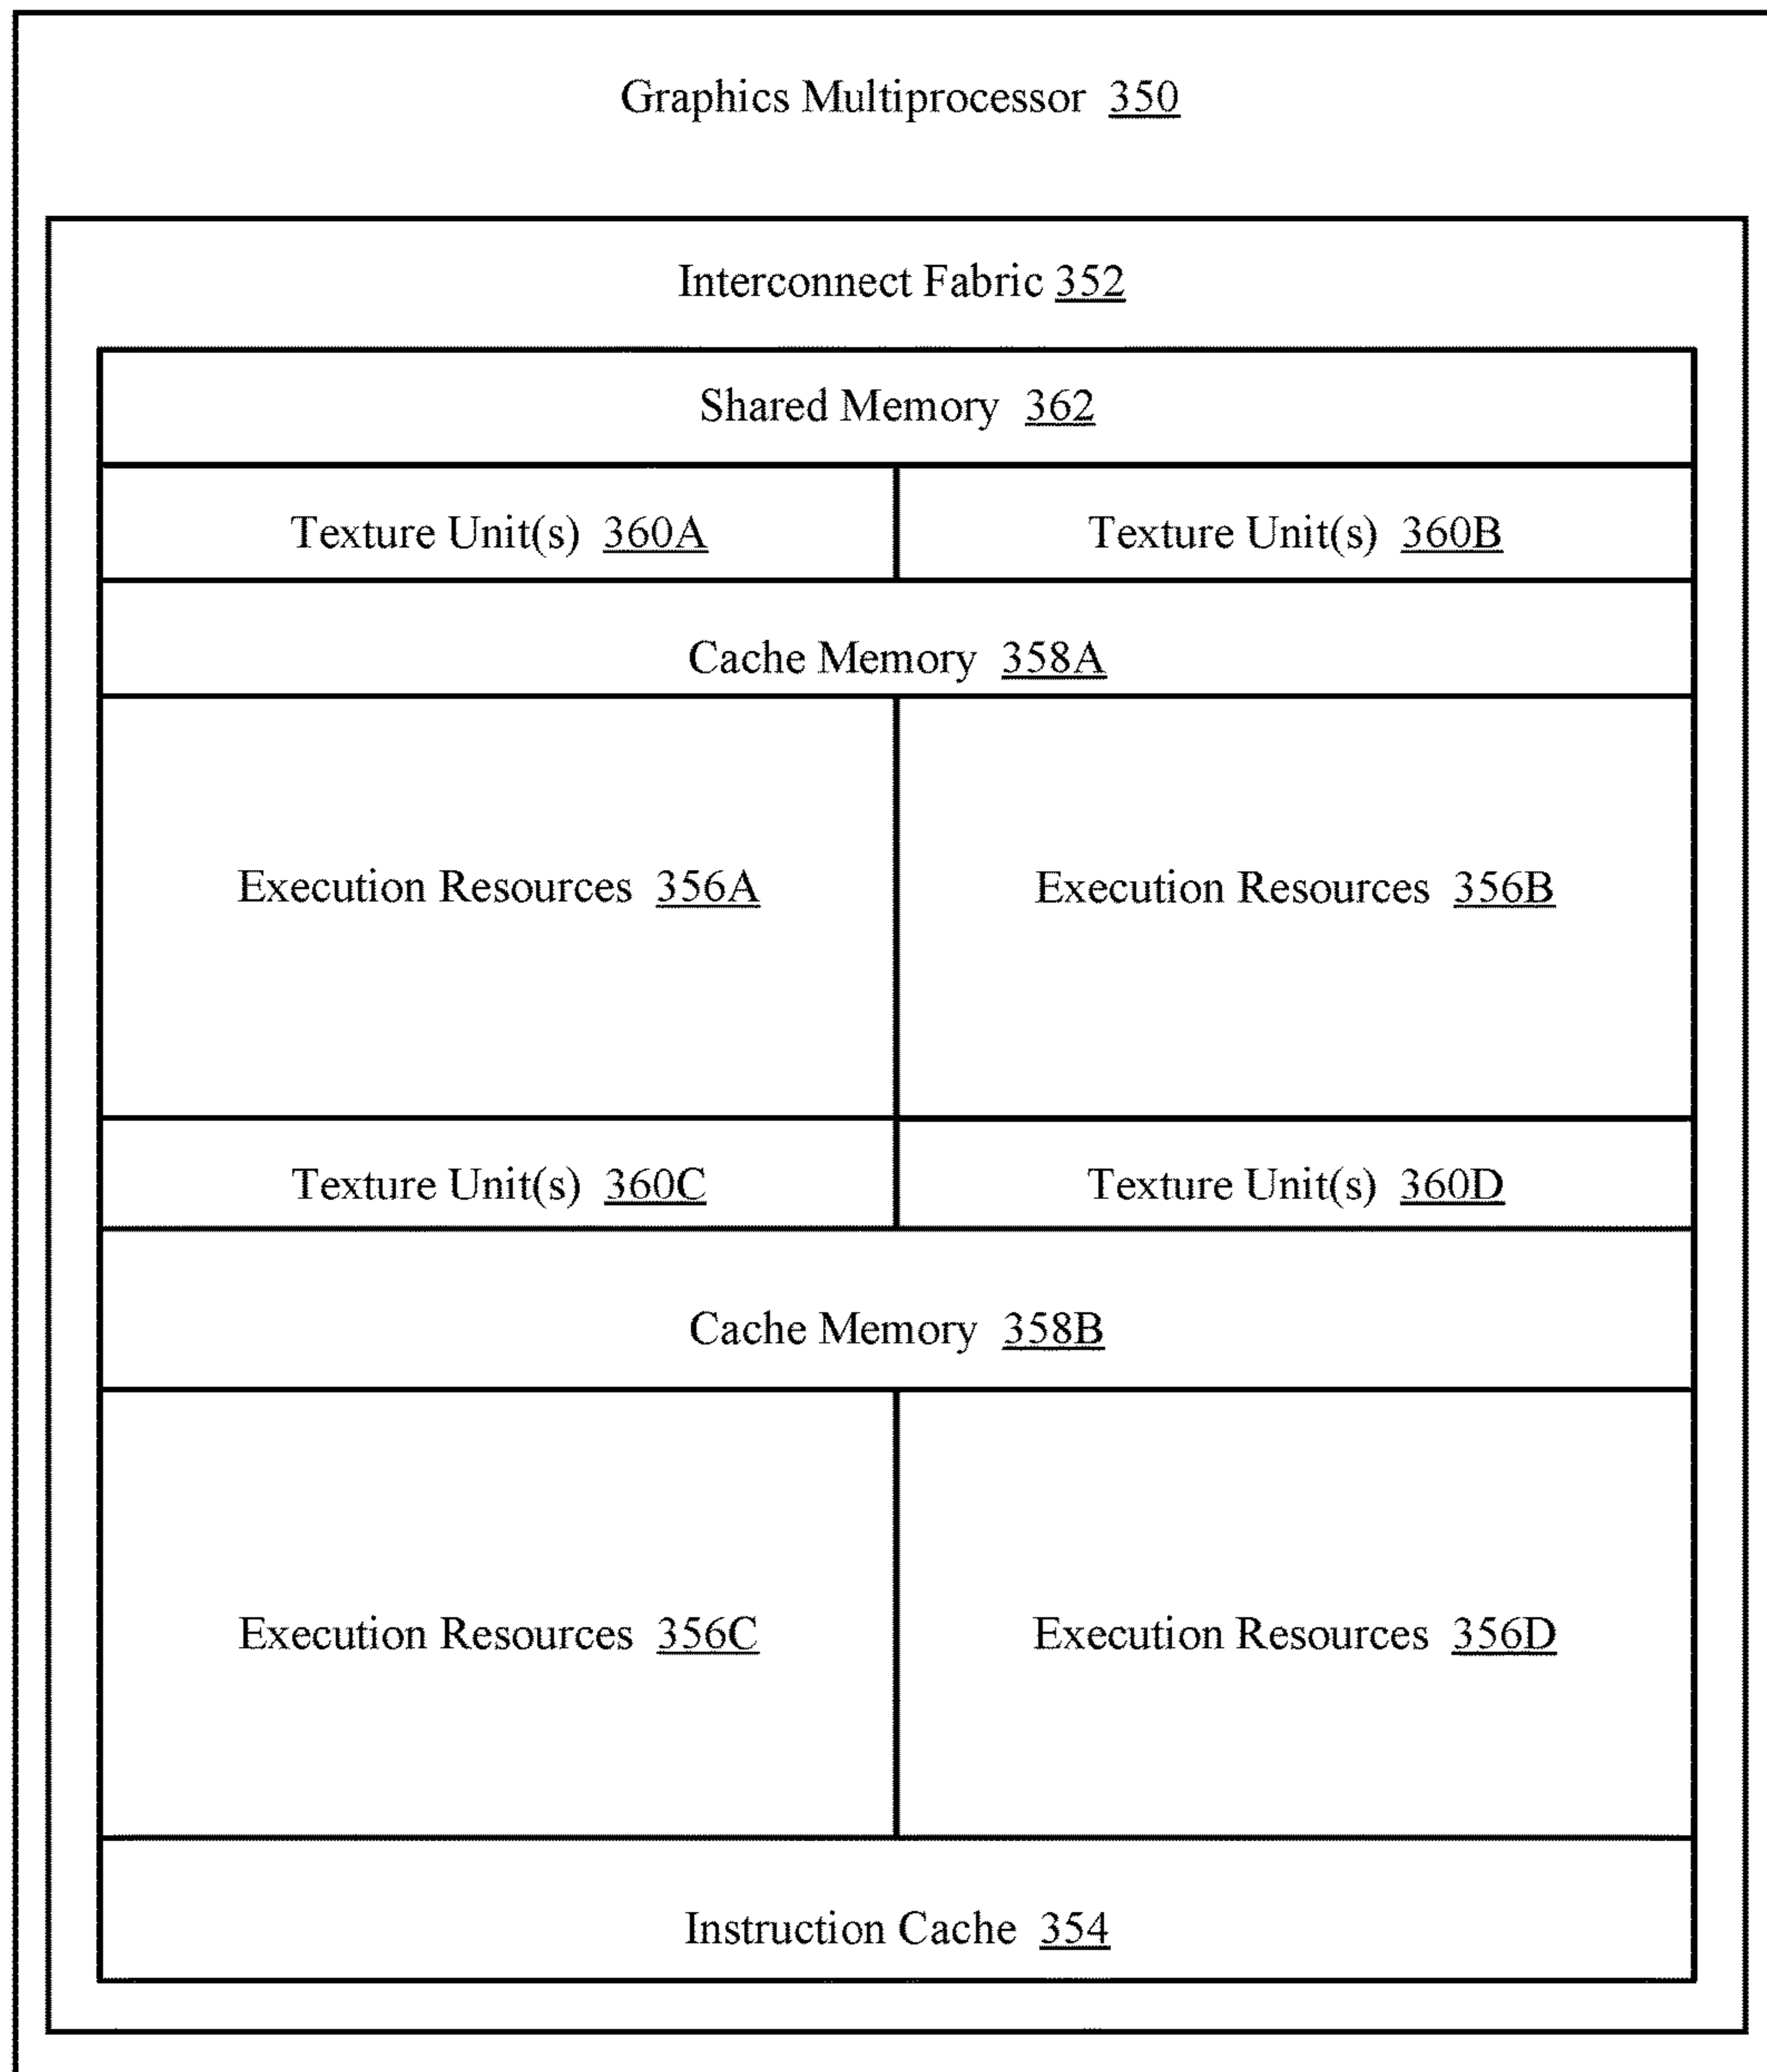 Graphics Multiprocessor 350
Interconnect Fabric 352
Shared Memory 362
Texture Unit(s) 360A
Texture Unit(s) 360B
Cache Memory 358A
Execution Resources 356A
Execution Resources 356B
Texture Unit(s) 360C
Texture Unit(s) 360D
Cache Memory 358B
Execution Resources 356C
Execution Resources 356D
Instruction Cache 354